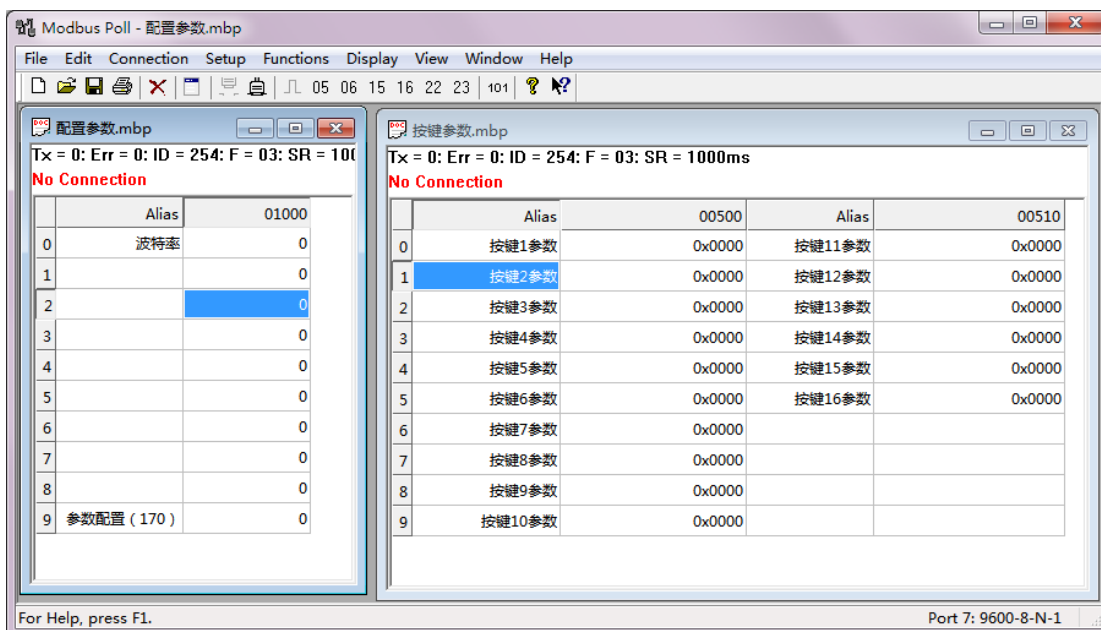 Modbus Poll - 配置参数.mbp
File Edit Connection Setup Functions Display View Window Help
05 06 15 16 22 23 101
配置参数.mbp
Tx = 0: Err = 0: ID = 254: F = 03: SR = 100
No Connection
Alias 01000
0 波特率 0
1 0
2 0
3 0
4 0
5 0
6 0
7 0
8 0
9 参数配置（170） 0
按键参数.mbp
Tx = 0: Err = 0: ID = 254: F = 03: SR = 1000ms
No Connection
Alias 00500 Alias 00510
0 按键1参数 0x0000 按键11参数 0x0000
1 按键2参数 0x0000 按键12参数 0x0000
2 按键3参数 0x0000 按键13参数 0x0000
3 按键4参数 0x0000 按键14参数 0x0000
4 按键5参数 0x0000 按键15参数 0x0000
5 按键6参数 0x0000 按键16参数 0x0000
6 按键7参数 0x0000
7 按键8参数 0x0000
8 按键9参数 0x0000
9 按键10参数 0x0000
For Help, press F1.
Port 7: 9600-8-N-1